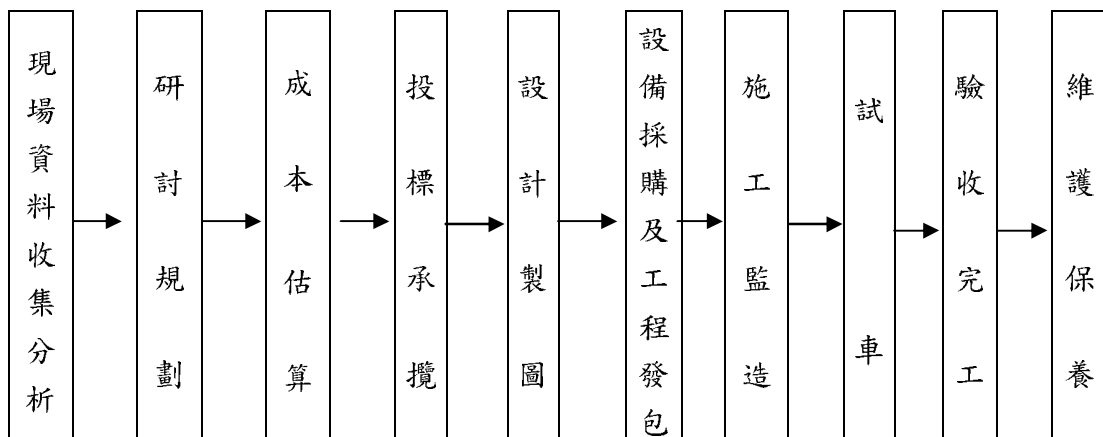 現場資料收集分析
研討規劃
成本估算
投標承攬
設計製圖
設備採購及工程發包
施工監造
試車
驗收完工
維護保養